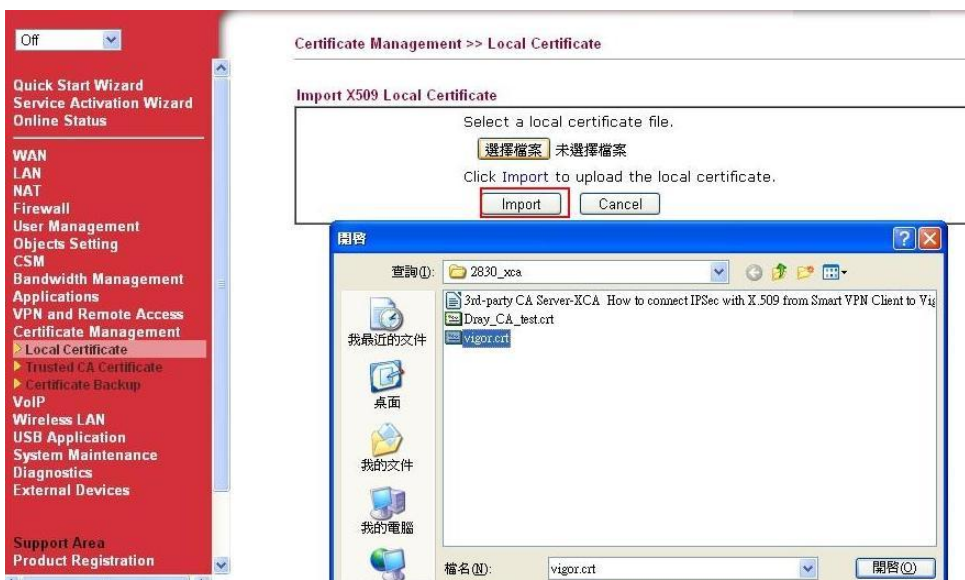 Off
Quick Start Wizard
Service Activation Wizard
Online Status
WAN
LAN
NAT
Firewall
User Management
Objects Setting
CSM
Bandwidth Management
Applications
VPN and Remote Access
Certificate Management
Local Certificate
Trusted CA Certificate
Certificate Backup
VoIP
Wireless LAN
USB Application
System Maintenance
Diagnostics
External Devices
Support Area
Product Registration
Certificate Management >> Local Certificate
Import X509 Local Certificate
Select a local certificate file.
選擇檔案 未選擇檔案
Click Import to upload the local certificate.
Import Cancel
開啓
查詢(I): 2830_xca
3rd-party CA Server-XCA How to connect IPSec with X.509 from Smart VPN Client to Vig
Dray_CA_test.crt
vigor.crt
我最近的文件
桌面
我的文件
我的電腦
檔名(N): vigor.crt 開啓(O)